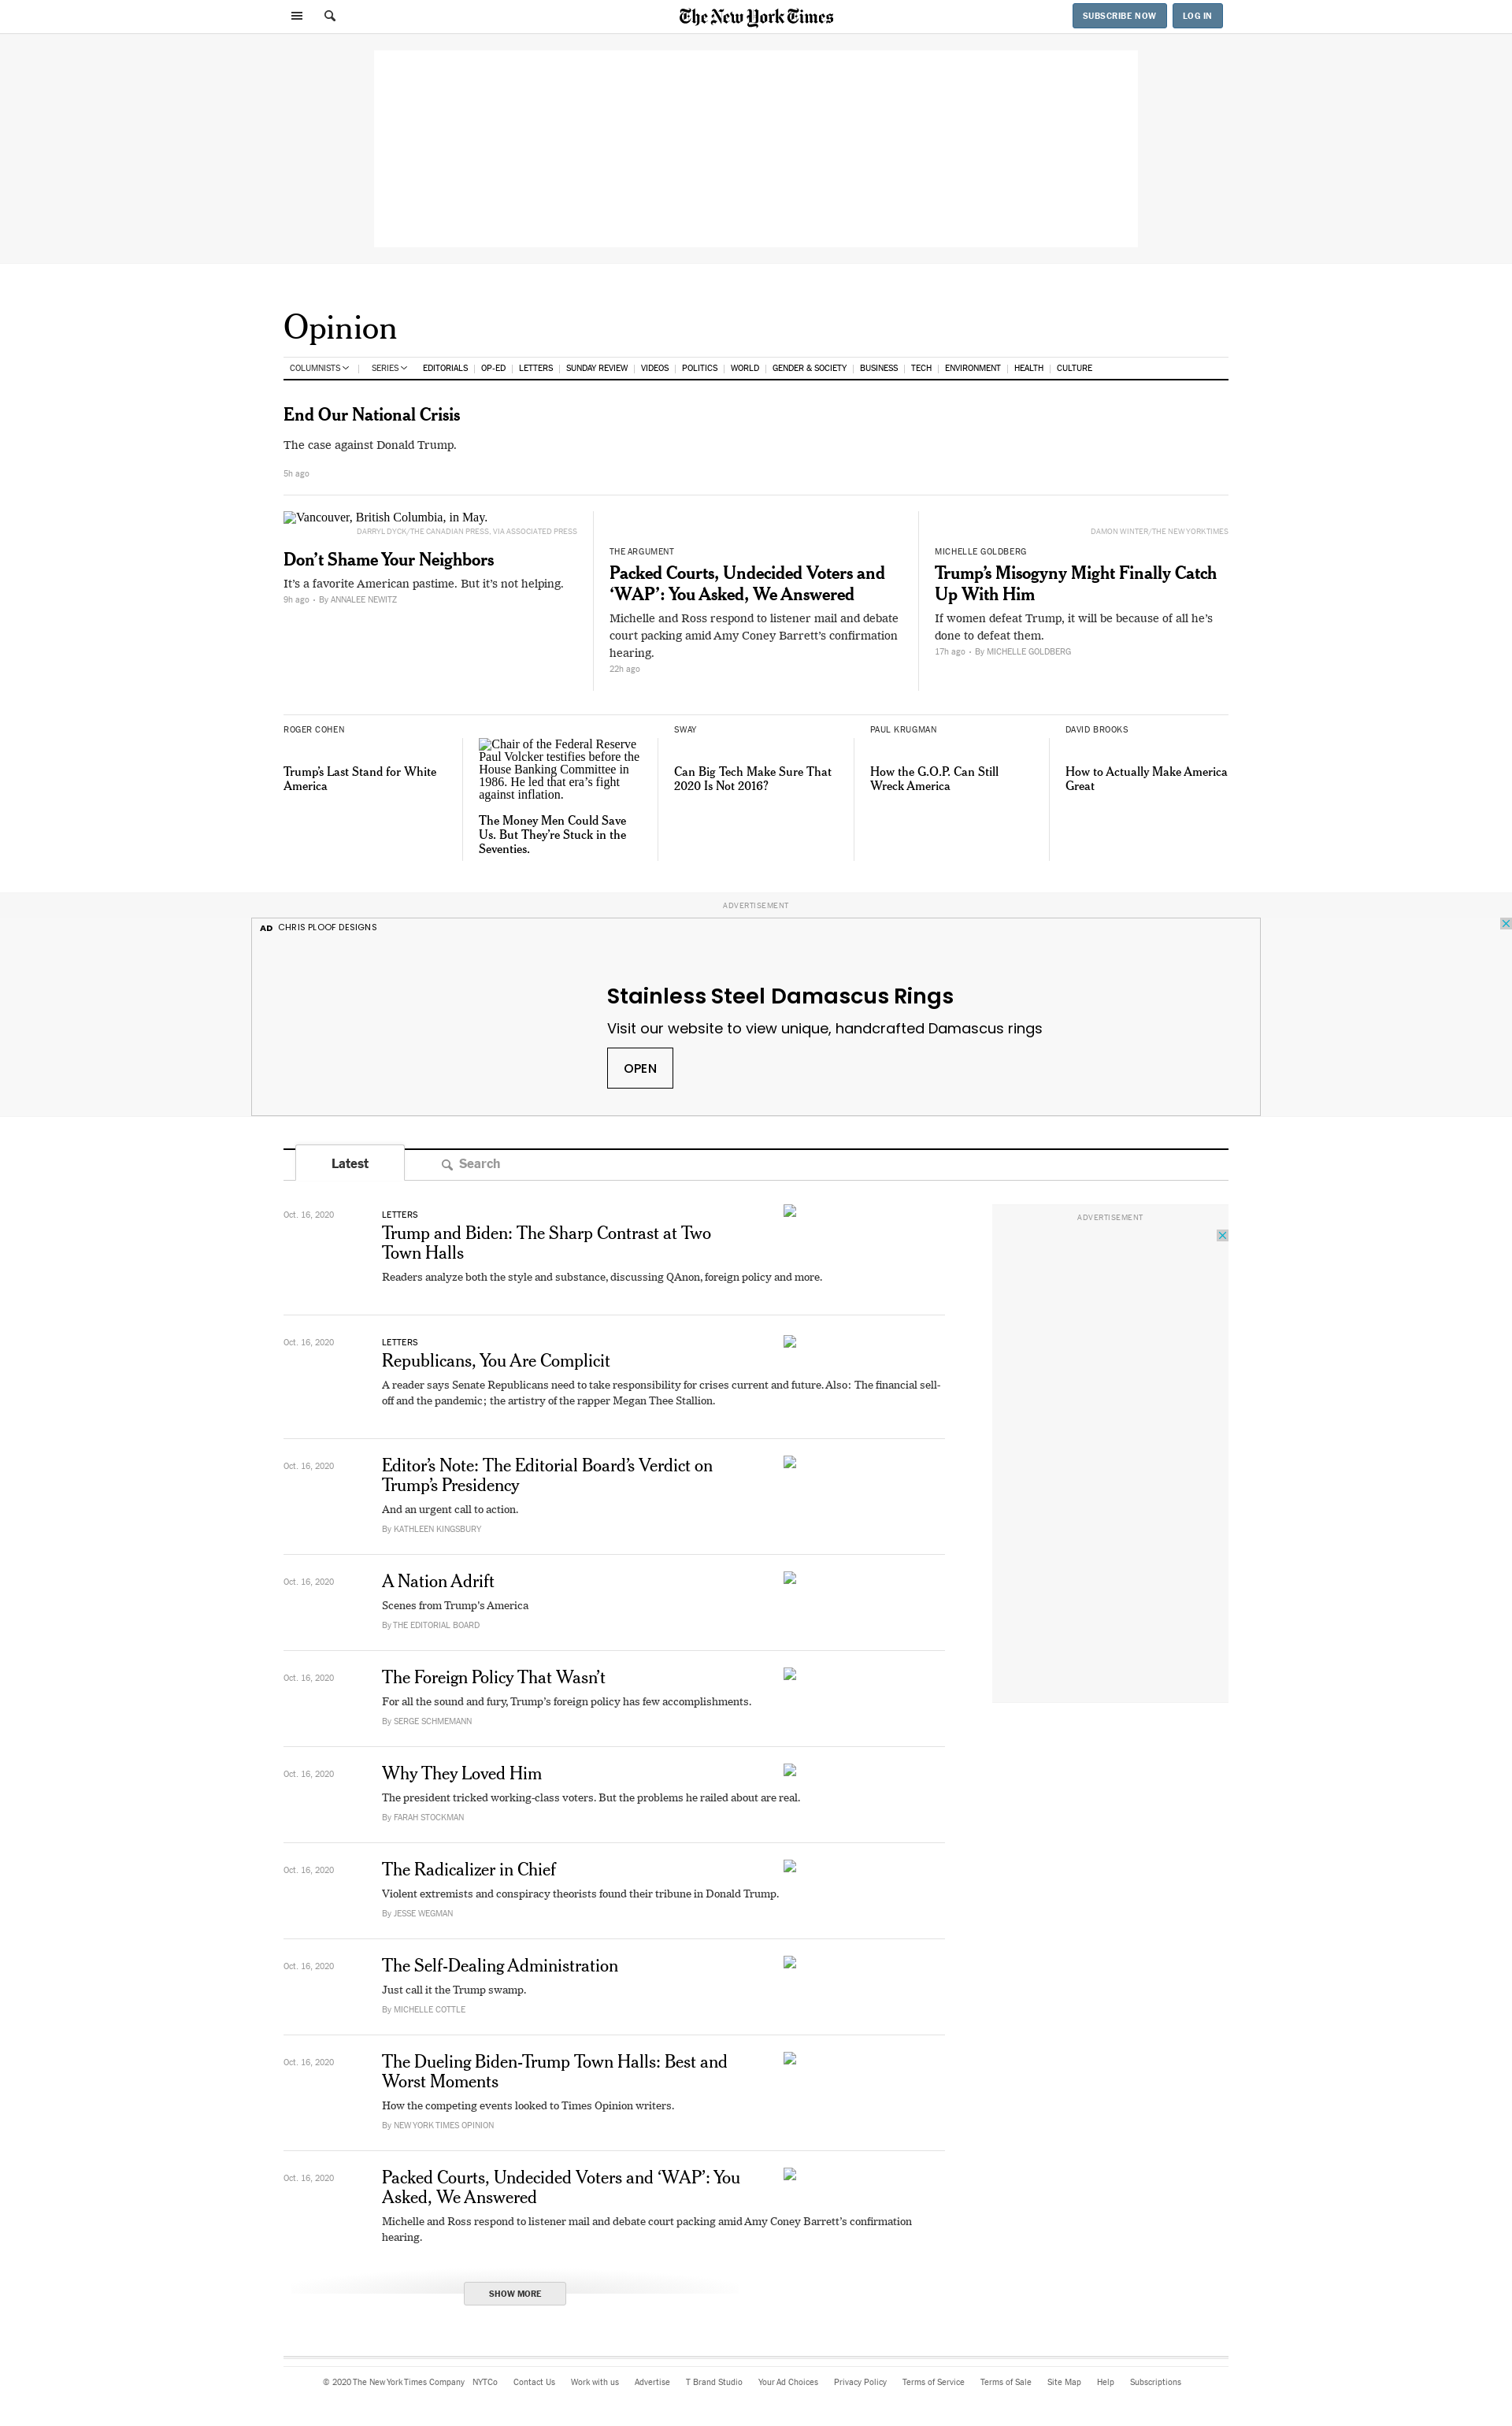 The New York Times
SUBSCRIBE NOW
LOG IN
Opinion
COLUMNISTS
SERIES
EDITORIALS
OP-ED
LETTERS
SUNDAY REVIEW
VIDEOS
POLITICS
WORLD
GENDER & SOCIETY
BUSINESS
TECH
ENVIRONMENT
HEALTH
CULTURE
End Our National Crisis
The case against Donald Trump.
5h ago
Vancouver, British Columbia, in May.
DARRYL DYCK/THE CANADIAN PRESS, VIA ASSOCIATED PRESS
Don’t Shame Your Neighbors
It’s a favorite American pastime. But it’s not helping.
9h ago • By ANNALEE NEWITZ
THE ARGUMENT
Packed Courts, Undecided Voters and
‘WAP’: You Asked, We Answered
Michelle and Ross respond to listener mail and debate
court packing amid Amy Coney Barrett’s confirmation
hearing.
22h ago
DAMON WINTER/THE NEW YORK TIMES
MICHELLE GOLDBERG
Trump’s Misogyny Might Finally Catch
Up With Him
If women defeat Trump, it will be because of all he’s
done to defeat them.
17h ago • By MICHELLE GOLDBERG
ROGER COHEN
Trump’s Last Stand for White
America
Chair of the Federal Reserve
Paul Volcker testifies before the
House Banking Committee in
1986. He led that era’s fight
against inflation.
The Money Men Could Save
Us. But They’re Stuck in the
Seventies.
SWAY
Can Big Tech Make Sure That
2020 Is Not 2016?
PAUL KRUGMAN
How the G.O.P. Can Still
Wreck America
DAVID BROOKS
How to Actually Make America
Great
ADVERTISEMENT
AD CHRIS PLOOF DESIGNS
Stainless Steel Damascus Rings
Visit our website to view unique, handcrafted Damascus rings
OPEN
Latest
Search
ADVERTISEMENT
Oct. 16, 2020
LETTERS
Trump and Biden: The Sharp Contrast at Two
Town Halls
Readers analyze both the style and substance, discussing QAnon, foreign policy and more.
Oct. 16, 2020
LETTERS
Republicans, You Are Complicit
A reader says Senate Republicans need to take responsibility for crises current and future. Also: The financial sell-
off and the pandemic; the artistry of the rapper Megan Thee Stallion.
Oct. 16, 2020
Editor’s Note: The Editorial Board’s Verdict on
Trump’s Presidency
And an urgent call to action.
By KATHLEEN KINGSBURY
Oct. 16, 2020
A Nation Adrift
Scenes from Trump’s America
By THE EDITORIAL BOARD
Oct. 16, 2020
The Foreign Policy That Wasn’t
For all the sound and fury, Trump’s foreign policy has few accomplishments.
By SERGE SCHMEMANN
Oct. 16, 2020
Why They Loved Him
The president tricked working-class voters. But the problems he railed about are real.
By FARAH STOCKMAN
Oct. 16, 2020
The Radicalizer in Chief
Violent extremists and conspiracy theorists found their tribune in Donald Trump.
By JESSE WEGMAN
Oct. 16, 2020
The Self-Dealing Administration
Just call it the Trump swamp.
By MICHELLE COTTLE
Oct. 16, 2020
The Dueling Biden-Trump Town Halls: Best and
Worst Moments
How the competing events looked to Times Opinion writers.
By NEW YORK TIMES OPINION
Oct. 16, 2020
Packed Courts, Undecided Voters and ‘WAP’: You
Asked, We Answered
Michelle and Ross respond to listener mail and debate court packing amid Amy Coney Barrett’s confirmation
hearing.
SHOW MORE
© 2020 The New York Times Company NYTCo Contact Us Work with us Advertise T Brand Studio Your Ad Choices Privacy Policy Terms of Service Terms of Sale Site Map Help Subscriptions